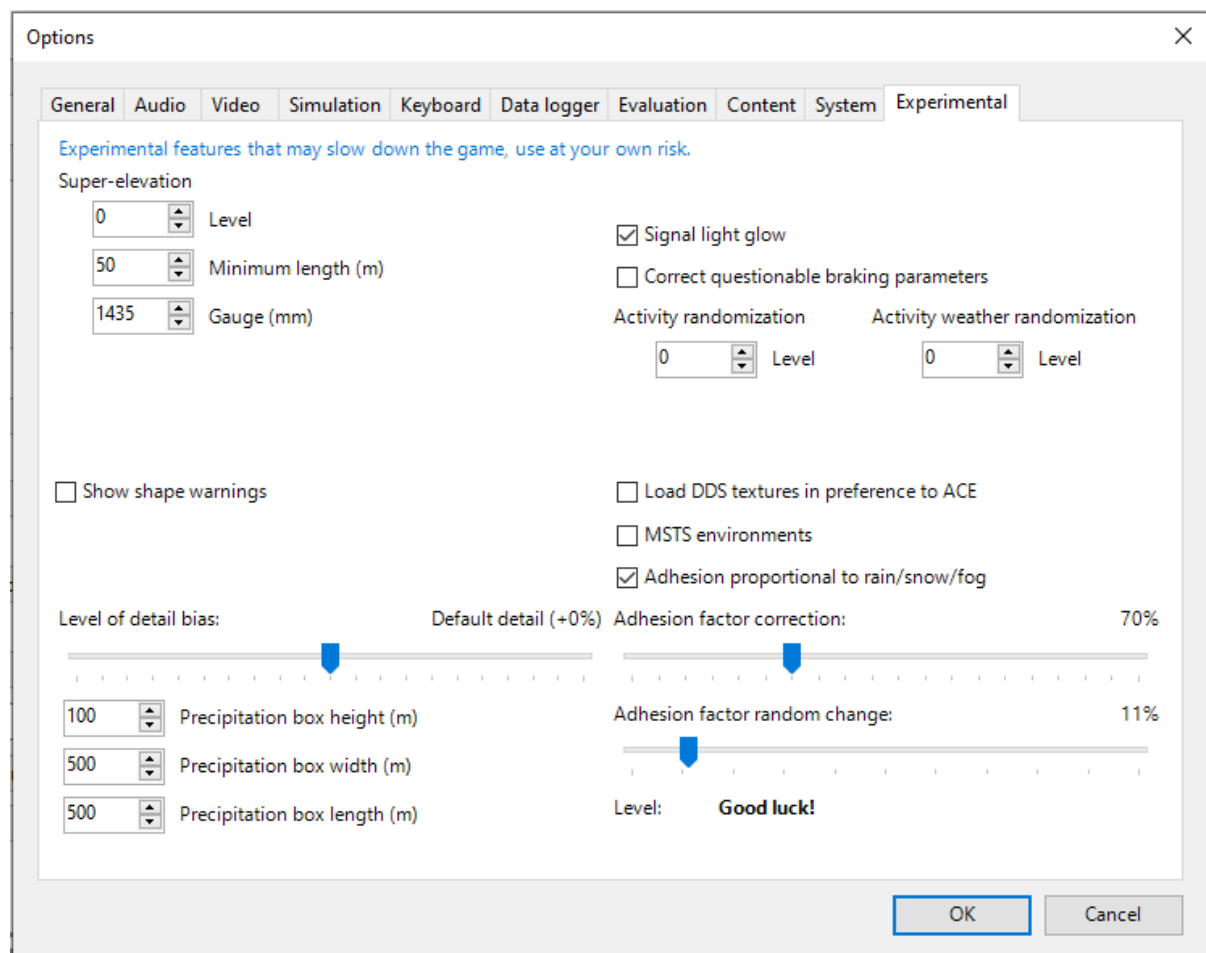 Options
General Audio Video Simulation Keyboard Data logger Evaluation Content System Experimental
Experimental features that may slow down the game, use at your own risk.
Super-elevation
0 Level
50 Minimum length (m)
1435 Gauge (mm)
Signal light glow
Correct questionable braking parameters
Activity randomization Activity weather randomization
0 Level 0 Level
Show shape warnings
Load DDS textures in preference to ACE
MSTS environments
Adhesion proportional to rain/snow/fog
Level of detail bias: Default detail (+0%)
100 Precipitation box height (m)
500 Precipitation box width (m)
500 Precipitation box length (m)
Adhesion factor correction: 70%
Adhesion factor random change: 11%
Level: Good luck!
OK Cancel